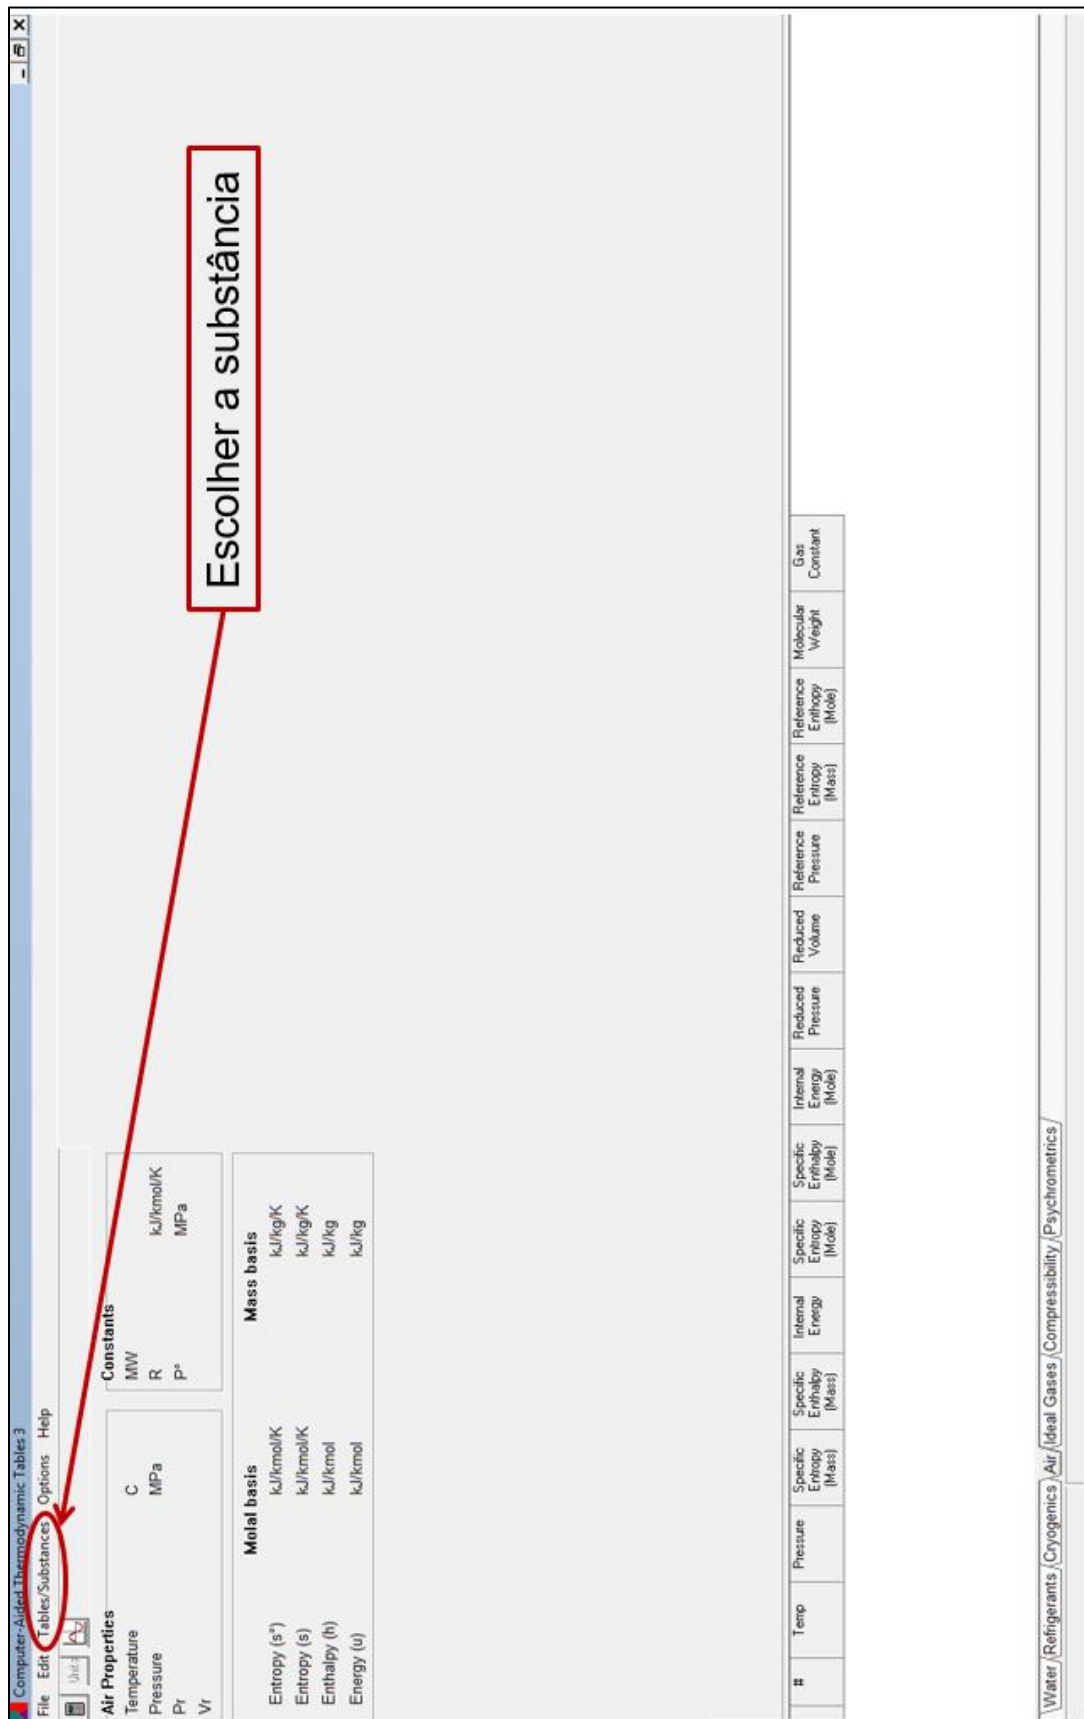 Computer-Aided Thermodynamic Tables 3
File Edit Tables/Substances Options Help
Units
Escolher a substância
Air Properties
Temperature C
Pressure MPa
Pr
Vr
Constants
MW
R kJ/kmol/K
P° MPa
Molal basis Mass basis
Entropy (s°) kJ/kmol/K kJ/kg/K
Entropy (s) kJ/kmol/K kJ/kg/K
Enthalpy (h) kJ/kmol kJ/kg
Energy (u) kJ/kmol kJ/kg
#
Temp
Pressure
Specific
Entropy
(Mass)
Specific
Enthalpy
(Mass)
Internal
Energy
Specific
Entropy
(Mole)
Specific
Enthalpy
(Mole)
Internal
Energy
(Mole)
Reduced
Pressure
Reduced
Volume
Reference
Pressure
Reference
Entropy
(Mass)
Reference
Enthopy
(Mole)
Molecular
Weight
Gas
Constant
Water Refrigerants Cryogenics Air Ideal Gases Compressibility Psychrometrics